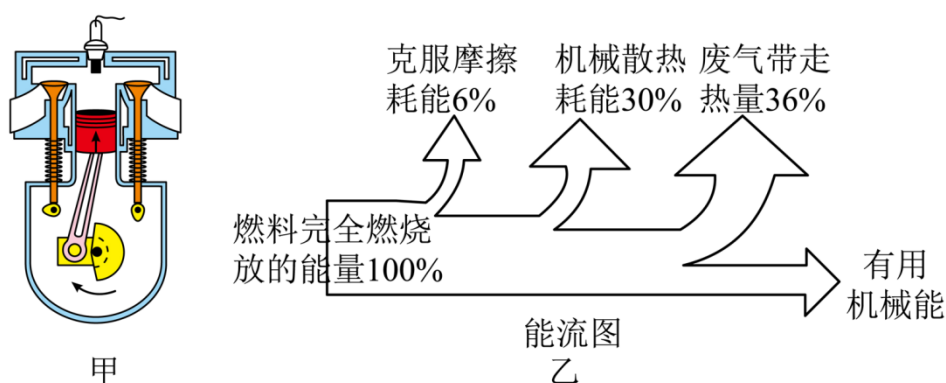 克服摩擦
耗能6%
机械散热
耗能30%
废气带走
热量36%
燃料完全燃烧
放的能量100%
有用
机械能
能流图
甲
乙